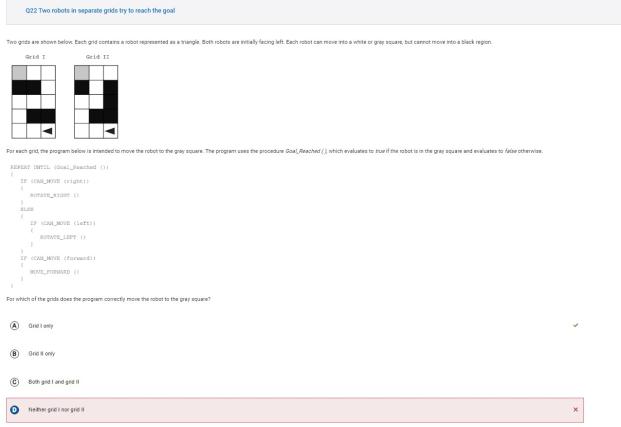 Q22 Two robots in separate grids try to reach the goal
Two grids are shown below. Each grid contains a robot represented as a triangle. Both robots are initially facing left. Each robot can move into a white or gray square, but cannot move into a black region.
Grid I Grid II
For each grid, the program below is intended to move the robot to the gray square. The program uses the procedure Goal_Reached ( ), which evaluates to true if the robot is in the gray square and evaluates to false otherwise.
REPEAT UNTIL (Goal_Reached ())
{
IF (CAN_MOVE (right))
{
ROTATE_RIGHT ()
}
ELSE
{
IF (CAN_MOVE (left))
{
ROTATE_LEFT ()
}
}
IF (CAN_MOVE (forward))
{
MOVE_FORWARD ()
}
}
For which of the grids does the program correctly move the robot to the gray square?
A Grid I only
B Grid II only
C Both grid I and grid II
D Neither grid I nor grid II